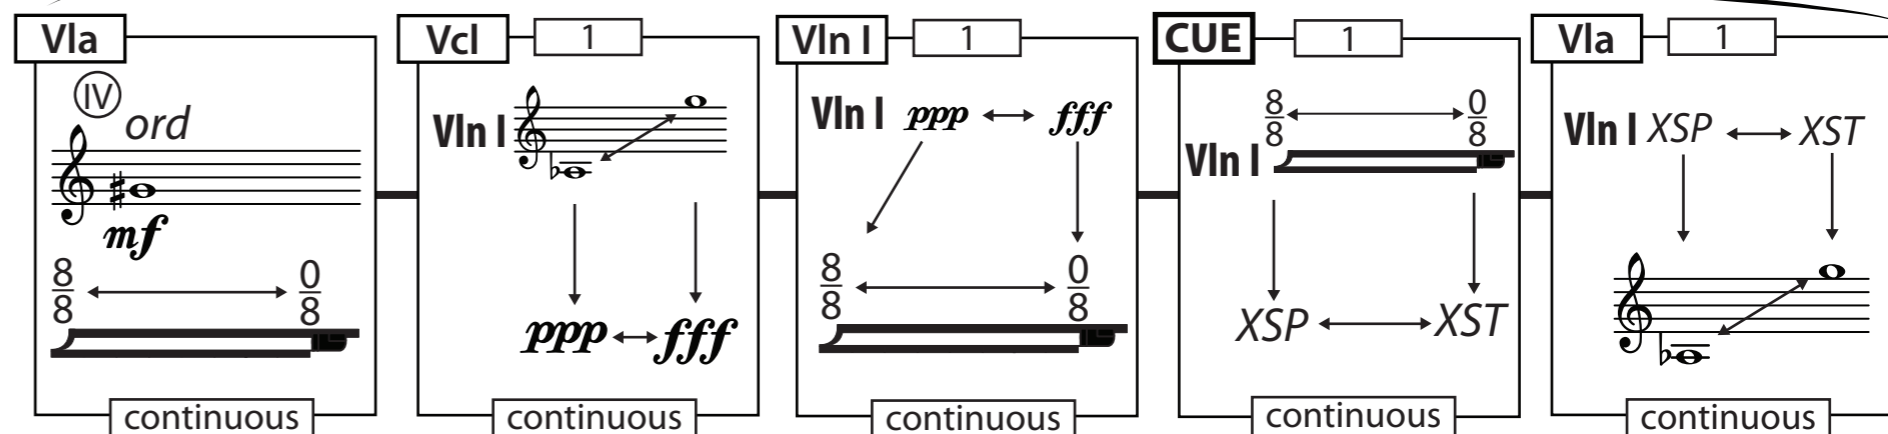 Vla
IV
ord
mf
8/8 0/8
continuous
Vcl 1
Vln I
ppp fff
continuous
Vln I 1
Vln I ppp fff
8/8 0/8
continuous
CUE 1
8/8 0/8
Vln I
XSP XST
continuous
Vla 1
Vln I XSP XST
continuous